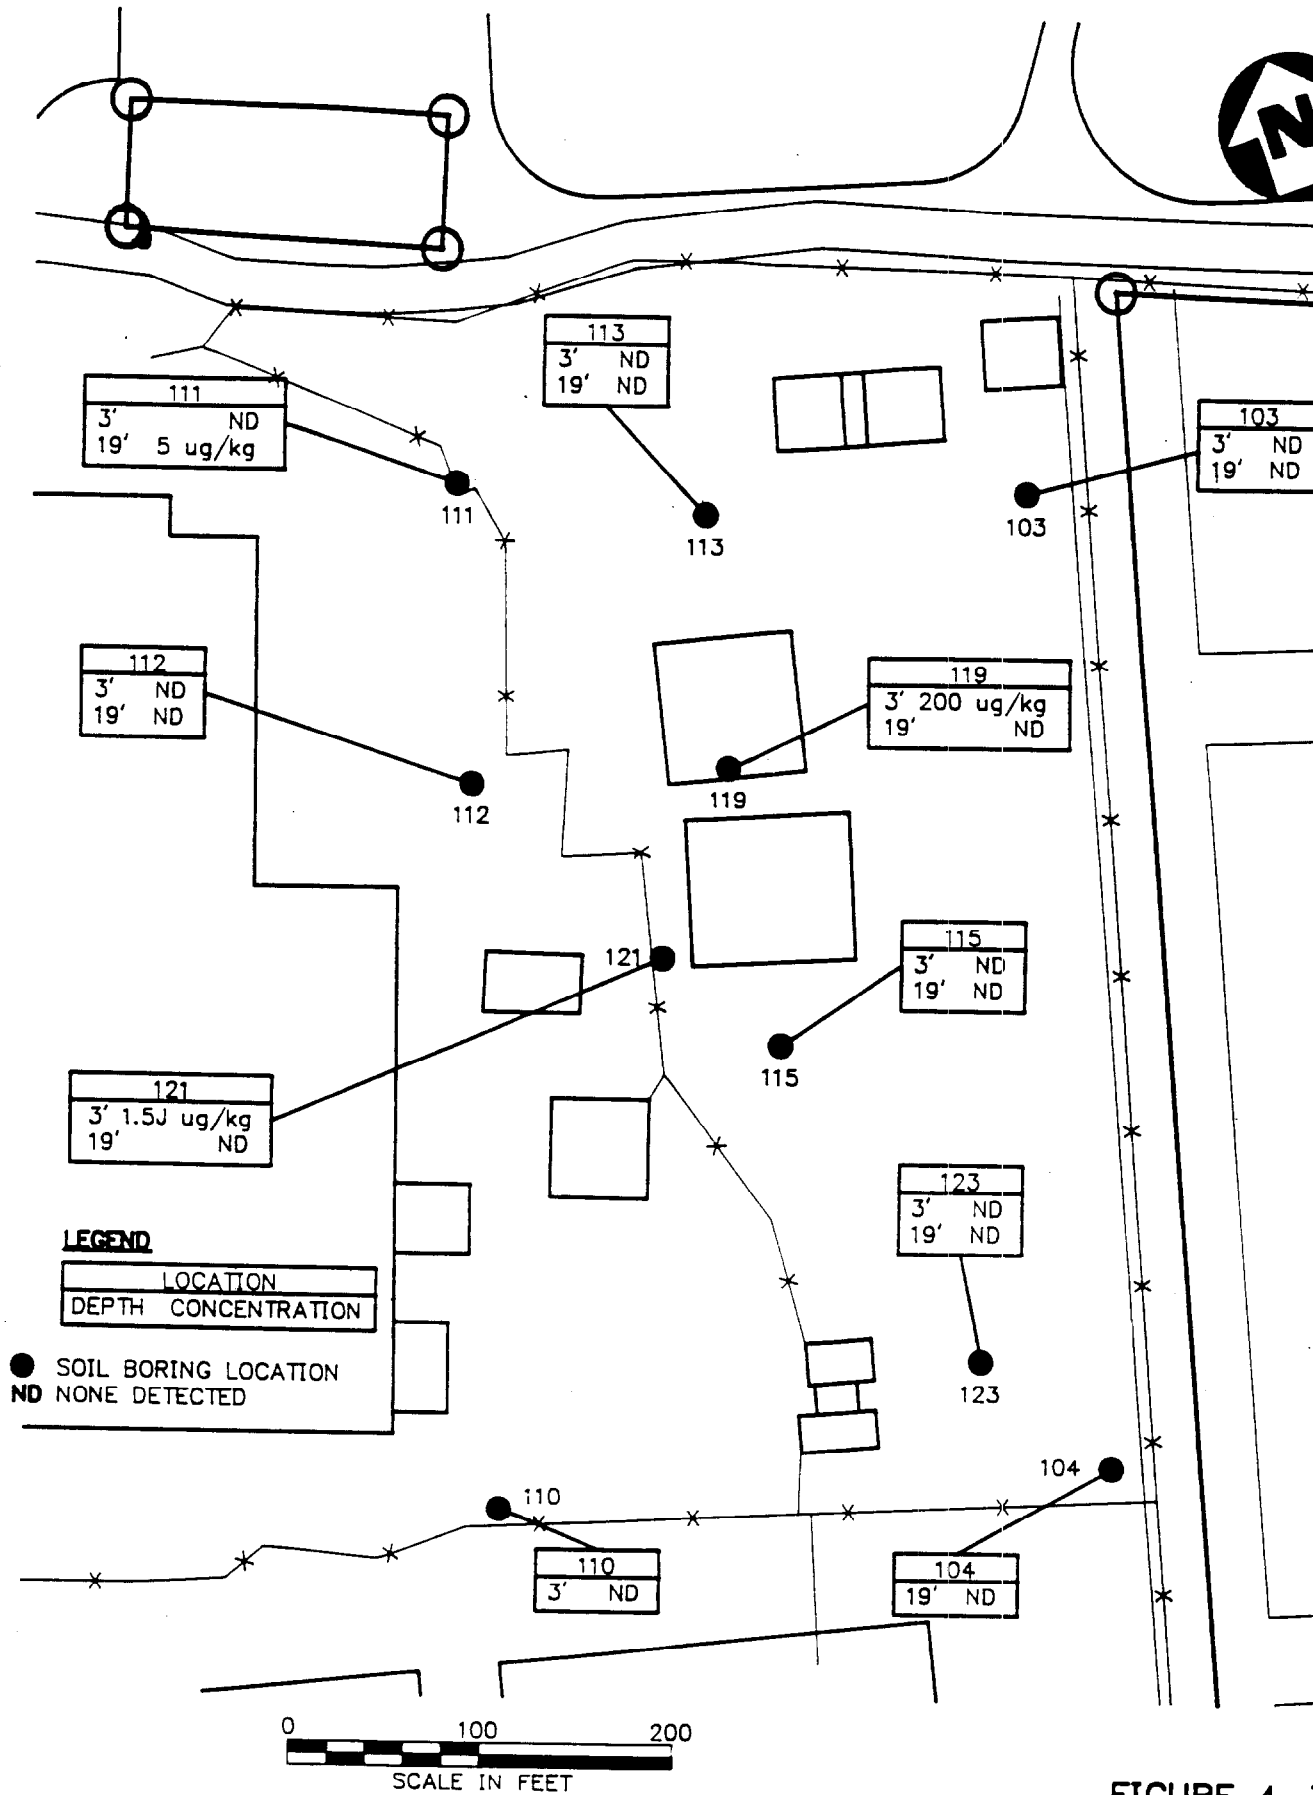 N
113
3' ND
19' ND
111
3' ND
19' 5 ug/kg
103
3' ND
19' ND
111
113
103
112
3' ND
19' ND
119
3' 200 ug/kg
19' ND
112
119
121
115
3' ND
19' ND
115
121
3' 1.5J ug/kg
19' ND
123
3' ND
19' ND
LEGEND
LOCATION
DEPTH CONCENTRATION
SOIL BORING LOCATION
ND NONE DETECTED
123
104
110
110
3' ND
104
19' ND
0 100 200
SCALE IN FEET
FIGURE 4